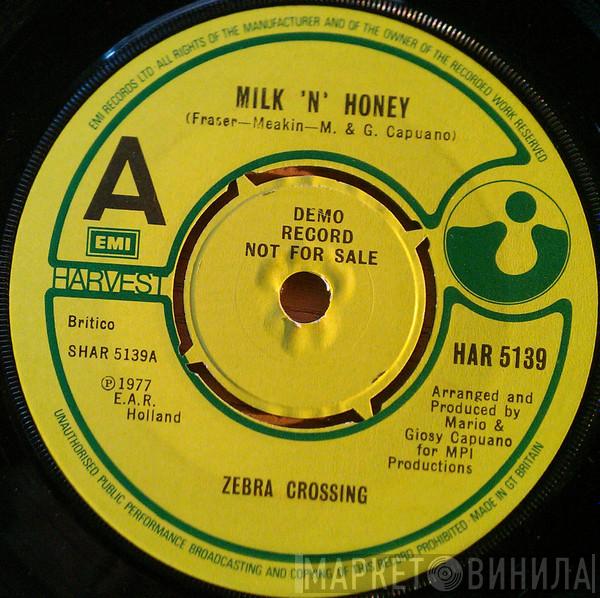 EMI RECORDS LTD ALL RIGHTS OF THE MANUFACTURER AND OF THE OWNER OF THE RECORDED WORK RESERVED
MILK 'N' HONEY
(Fraser—Meakin—M. & G. Capuano)
A
EMI
HARVEST
DEMO
RECORD
NOT FOR SALE
Britico
SHAR 5139A
Ⓟ1977
E.A.R.
Holland
HAR 5139
Arranged and
Produced by
Mario &
Giosy Capuano
for MPI
Productions
ZEBRA CROSSING
UNAUTHORISED PUBLIC PERFORMANCE BROADCASTING AND COPYING OF THIS RECORD PROHIBITED. MADE IN GT BRITAIN
МАРКЕТ ВИНИЛА